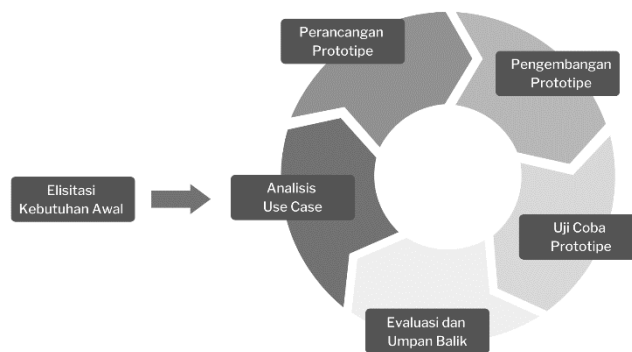 Elisitasi
Kebutuhan Awal
Analisis
Use Case
Perancangan
Prototipe
Pengembangan
Prototipe
Uji Coba
Prototipe
Evaluasi dan
Umpan Balik